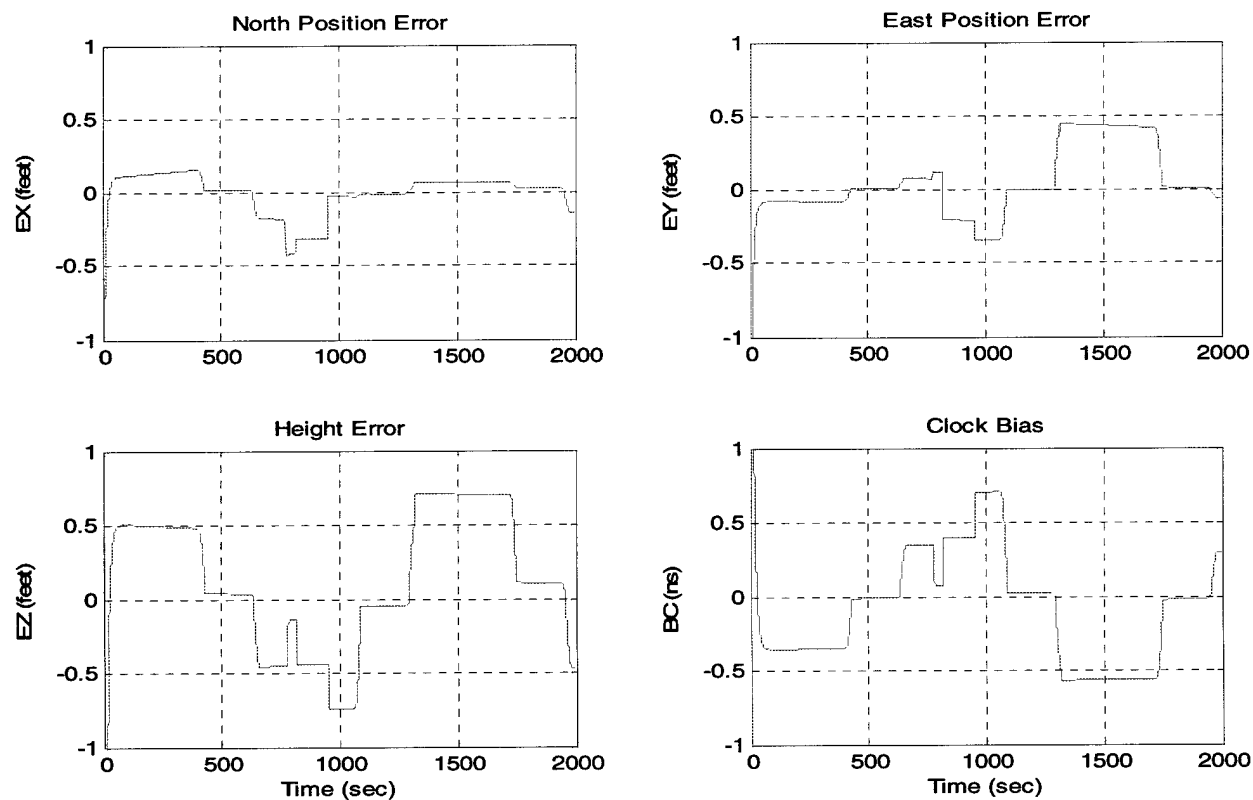 North Position Error
1
0.5
0
-0.5
-1
EX (feet)
0 500 1000 1500 2000
East Position Error
1
0.5
0
-0.5
-1
EY (feet)
0 500 1000 1500 2000
Height Error
1
0.5
0
-0.5
-1
EZ (feet)
0 500 1000 1500 2000
Time (sec)
Clock Bias
1
0.5
0
-0.5
-1
BC (ns)
0 500 1000 1500 2000
Time (sec)